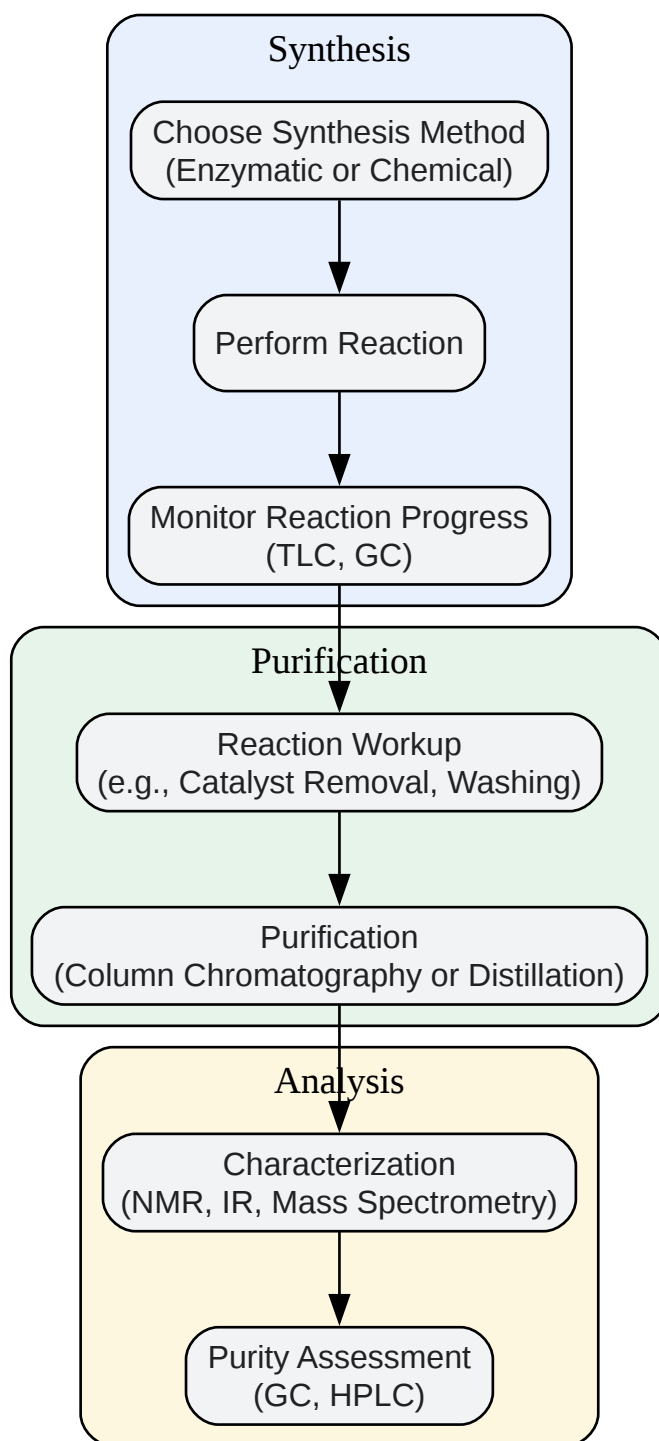 Synthesis
Choose Synthesis Method
(Enzymatic or Chemical)
Perform Reaction
Monitor Reaction Progress
(TLC, GC)
Purification
Reaction Workup
(e.g., Catalyst Removal, Washing)
Purification
(Column Chromatography or Distillation)
Analysis
Characterization
(NMR, IR, Mass Spectrometry)
Purity Assessment
(GC, HPLC)